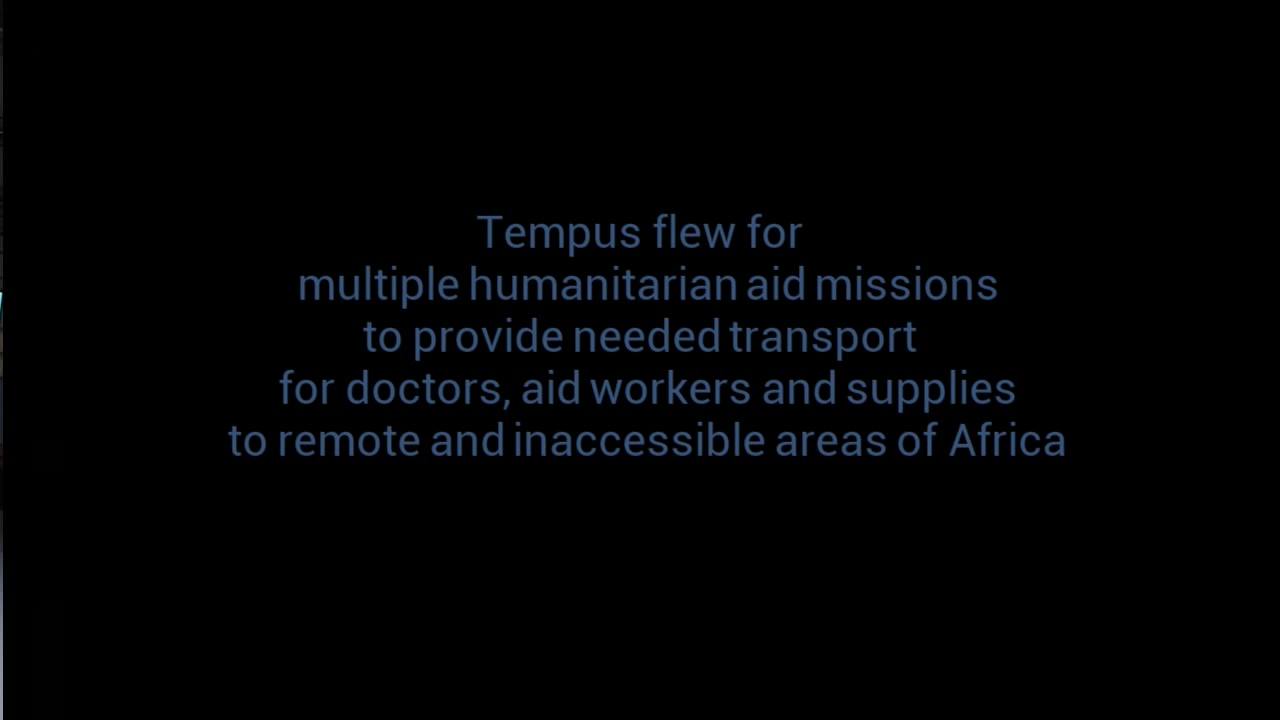 Tempus flew for
multiple humanitarian aid missions
to provide needed transport
for doctors, aid workers and supplies
to remote and inaccessible areas of Africa